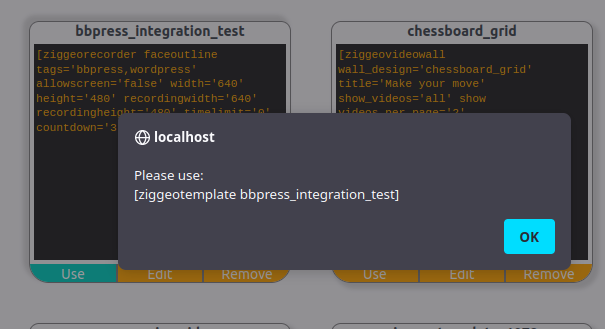 bbpress_integration_test
[ziggeorecorder faceoutline
tags='bbpress,wordpress'
allowscreen='false' width='640'
height='480' recordingwidth='640'
recordingheight='480' timelimit='0'
countdown='3
Use Edit Remove
chessboard_grid
[ziggeovideowall
wall_design='chessboard_grid'
title='Make your move'
show_videos='all' show
videos_per_page='2'
Use Edit Remove
localhost
Please use:
[ziggeotemplate bbpress_integration_test]
OK